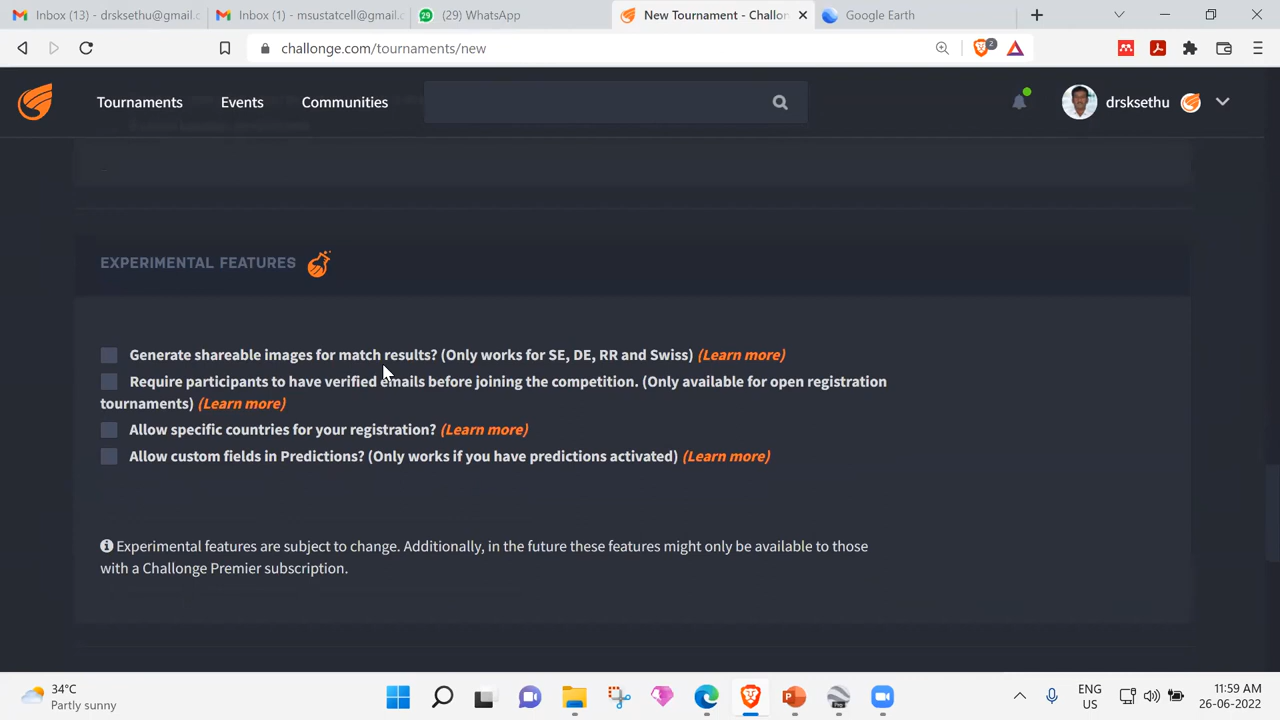 Inbox (13) - drsksethu@gmail.c
Inbox (1) - msustatcell@gmail.c
(29) WhatsApp
New Tournament - Challon
Google Earth
challonge.com/tournaments/new
2
Tournaments
Events
Communities
drsksethu
EXPERIMENTAL FEATURES
Generate shareable images for match results? (Only works for SE, DE, RR and Swiss) (Learn more)
Require participants to have verified emails before joining the competition. (Only available for open registration
tournaments) (Learn more)
Allow specific countries for your registration? (Learn more)
Allow custom fields in Predictions? (Only works if you have predictions activated) (Learn more)
Experimental features are subject to change. Additionally, in the future these features might only be available to those
with a Challonge Premier subscription.
34°C
Partly sunny
ENG
US
11:59 AM
26-06-2022